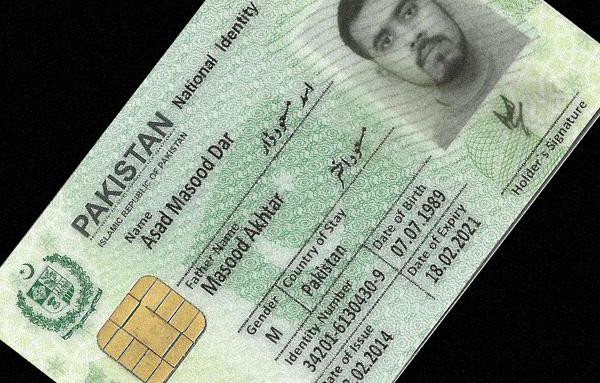 PAKISTAN National Identity
ISLAMIC REPUBLIC OF PAKISTAN
Name
Asad Masood Dar
اسد مسعود ڈار
Father Name
Masood Akhtar
مسعود اختر
Gender Country of Stay
M Pakistan
Identity Number Date of Birth
34201-6130430-9 07.07.1989
Date of Issue Date of Expiry
.02.2014 18.02.2021
Holder's Signature